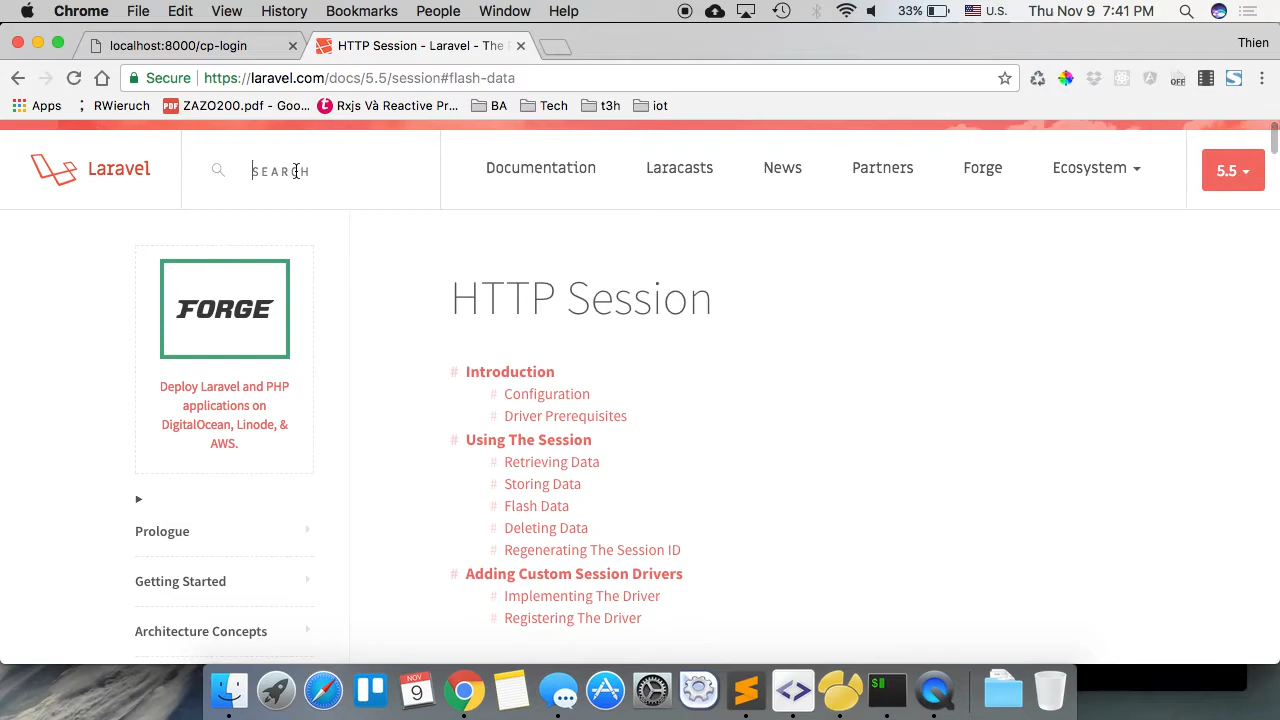 Chrome File Edit View History Bookmarks People Window Help 33% U.S. Thu Nov 9 7:41 PM
localhost:8000/cp-login HTTP Session - Laravel - The Thien
Secure https://laravel.com/docs/5.5/session#flash-data OFF
Apps RWieruch PDF ZAZO200.pdf - Goo... Rxjs Và Reactive Pr... BA Tech t3h iot
Laravel SEARCH Documentation Laracasts News Partners Forge Ecosystem 5.5
FORGE
Deploy Laravel and PHP
applications on
DigitalOcean, Linode, &
AWS.
Prologue
Getting Started
Architecture Concepts
HTTP Session
# Introduction
# Configuration
# Driver Prerequisites
# Using The Session
# Retrieving Data
# Storing Data
# Flash Data
# Deleting Data
# Regenerating The Session ID
# Adding Custom Session Drivers
# Implementing The Driver
# Registering The Driver
NOV
9